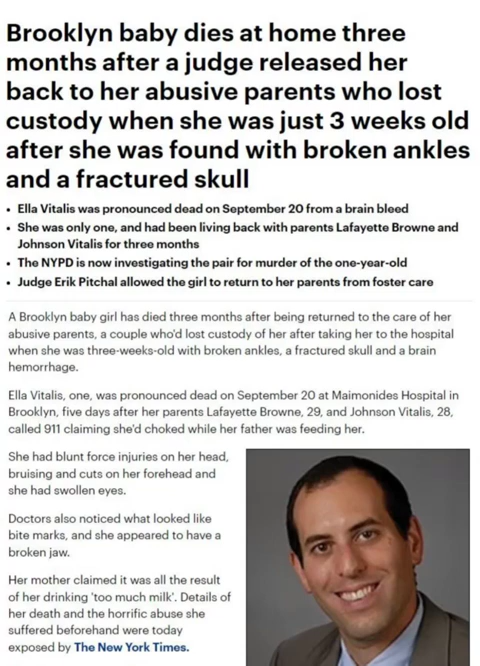 Brooklyn baby dies at home three
months after a judge released her
back to her abusive parents who lost
custody when she was just 3 weeks old
after she was found with broken ankles
and a fractured skull
• Ella Vitalis was pronounced dead on September 20 from a brain bleed
• She was only one, and had been living back with parents Lafayette Browne and
Johnson Vitalis for three months
• The NYPD is now investigating the pair for murder of the one-year-old
• Judge Erik Pitchal allowed the girl to return to her parents from foster care
A Brooklyn baby girl has died three months after being returned to the care of her
abusive parents, a couple who'd lost custody of her after taking her to the hospital
when she was three-weeks-old with broken ankles, a fractured skull and a brain
hemorrhage.
Ella Vitalis, one, was pronounced dead on September 20 at Maimonides Hospital in
Brooklyn, five days after her parents Lafayette Browne, 29, and Johnson Vitalis, 28,
called 911 claiming she'd choked while her father was feeding her.
She had blunt force injuries on her head,
bruising and cuts on her forehead and
she had swollen eyes.
Doctors also noticed what looked like
bite marks, and she appeared to have a
broken jaw.
Her mother claimed it was all the result
of her drinking 'too much milk'. Details of
her death and the horrific abuse she
suffered beforehand were today
exposed by The New York Times.